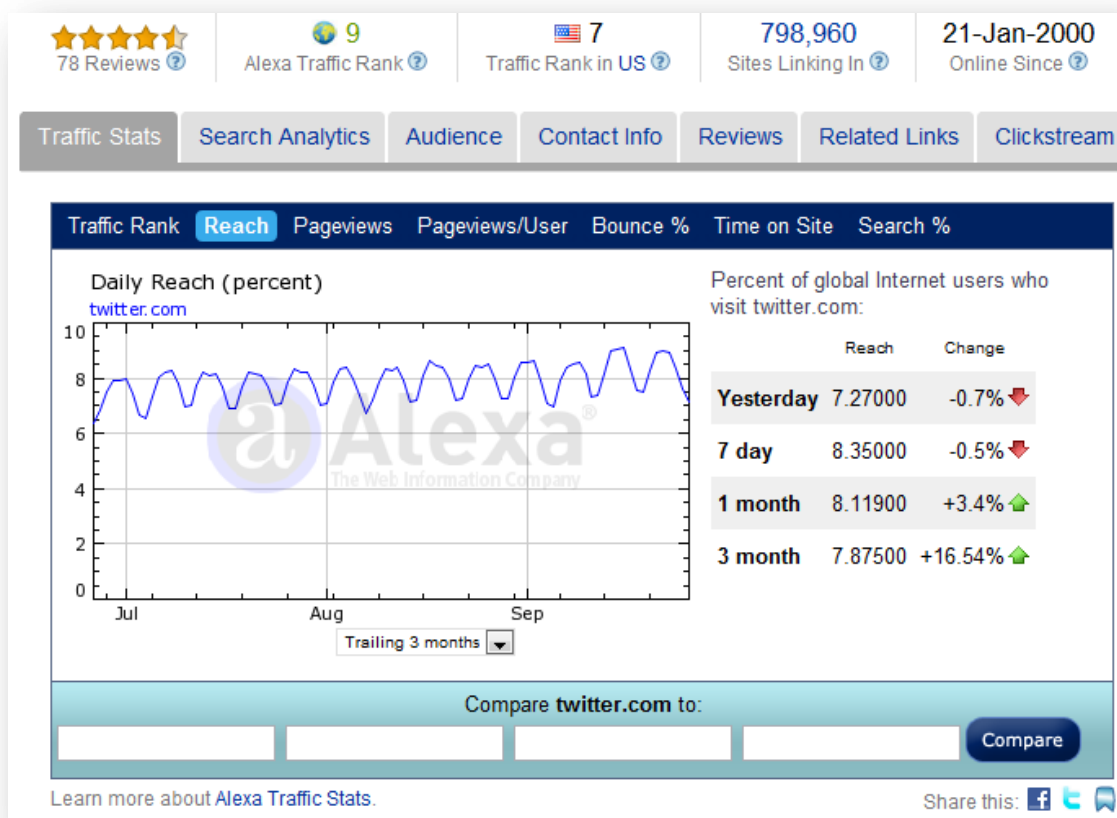 9
7
798,960
21-Jan-2000
78 Reviews ?
Alexa Traffic Rank ?
Traffic Rank in US ?
Sites Linking In ?
Online Since ?
Traffic Stats
Search Analytics
Audience
Contact Info
Reviews
Related Links
Clickstream
Traffic Rank Reach Pageviews Pageviews/User Bounce % Time on Site Search %
Daily Reach (percent)
twitter.com
10
8
6
4
2
0
Jul
Aug
Sep
a Alexa®
The Web Information Company
Trailing 3 months
Percent of global Internet users who
visit twitter.com:
Reach Change
Yesterday 7.27000 -0.7%
7 day 8.35000 -0.5%
1 month 8.11900 +3.4%
3 month 7.87500 +16.54%
Compare twitter.com to:
Compare
Learn more about Alexa Traffic Stats.
Share this: f t